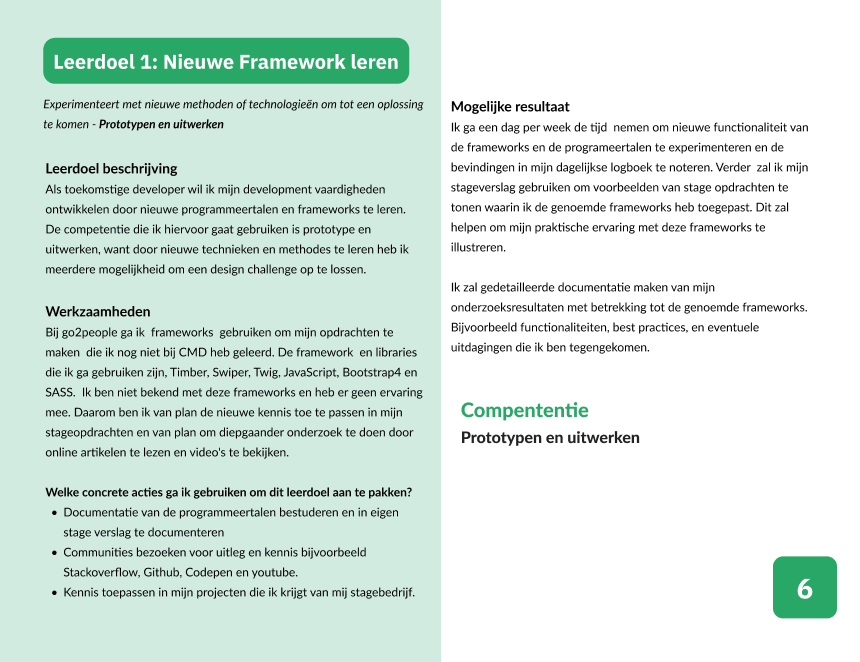 Leerdoel 1: Nieuwe Framework leren
Experimenteert met nieuwe methoden of technologieën om tot een oplossing
te komen - Prototypen en uitwerken
Leerdoel beschrijving
Als toekomstige developer wil ik mijn development vaardigheden
ontwikkelen door nieuwe programmeertalen en frameworks te leren.
De competentie die ik hiervoor gaat gebruiken is prototype en
uitwerken, want door nieuwe technieken en methodes te leren heb ik
meerdere mogelijkheid om een design challenge op te lossen.
Werkzaamheden
Bij go2people ga ik frameworks gebruiken om mijn opdrachten te
maken die ik nog niet bij CMD heb geleerd. De framework en libraries
die ik ga gebruiken zijn, Timber, Swiper, Twig, JavaScript, Bootstrap4 en
SASS. Ik ben niet bekend met deze frameworks en heb er geen ervaring
mee. Daarom ben ik van plan de nieuwe kennis toe te passen in mijn
stageopdrachten en van plan om diepgaander onderzoek te doen door
online artikelen te lezen en video's te bekijken.
Welke concrete acties ga ik gebruiken om dit leerdoel aan te pakken?
• Documentatie van de programmeertalen bestuderen en in eigen
stage verslag te documenteren
• Communities bezoeken voor uitleg en kennis bijvoorbeeld
Stackoverflow, Github, Codepen en youtube.
• Kennis toepassen in mijn projecten die ik krijgt van mij stagebedrijf.
Mogelijke resultaat
Ik ga een dag per week de tijd nemen om nieuwe functionaliteit van
de frameworks en de programeertalen te experimenteren en de
bevindingen in mijn dagelijkse logboek te noteren. Verder zal ik mijn
stageverslag gebruiken om voorbeelden van stage opdrachten te
tonen waarin ik de genoemde frameworks heb toegepast. Dit zal
helpen om mijn praktische ervaring met deze frameworks te
illustreren.
Ik zal gedetailleerde documentatie maken van mijn
onderzoeksresultaten met betrekking tot de genoemde frameworks.
Bijvoorbeeld functionaliteiten, best practices, en eventuele
uitdagingen die ik ben tegengekomen.
Compententie
Prototypen en uitwerken
6